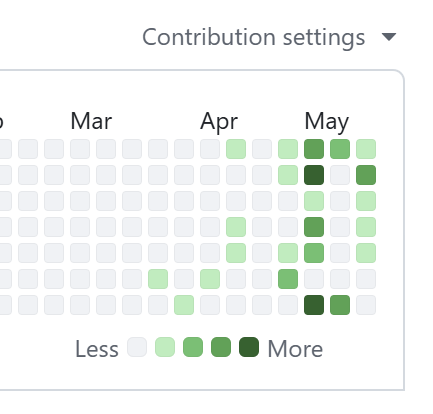 Contribution settings
Mar Apr May
Less More